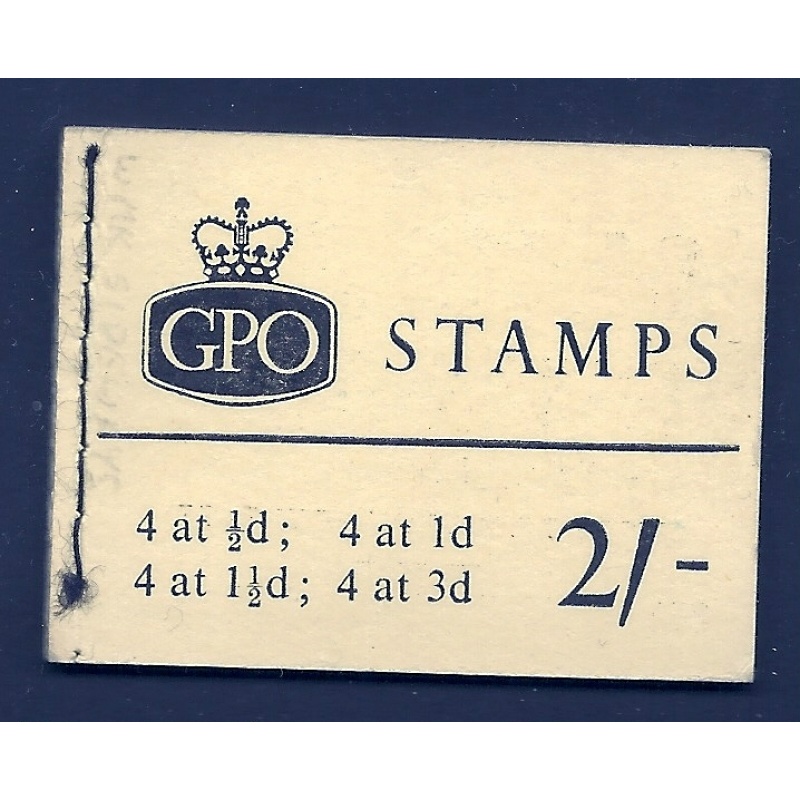 GPO STAMPS
4 at ½d; 4 at 1d
4 at 1½d; 4 at 3d
2/-